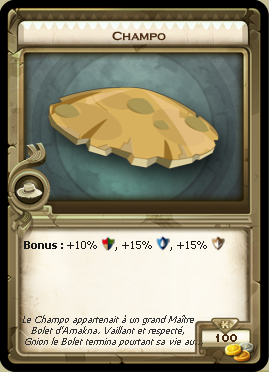 Champo
Bonus : +10% , +15% , +15%
Le Champo appartenait à un grand Maître
Bolet d'Amakna. Vaillant et respecté,
Gnion le Bolet termina pourtant sa vie au...
K
100